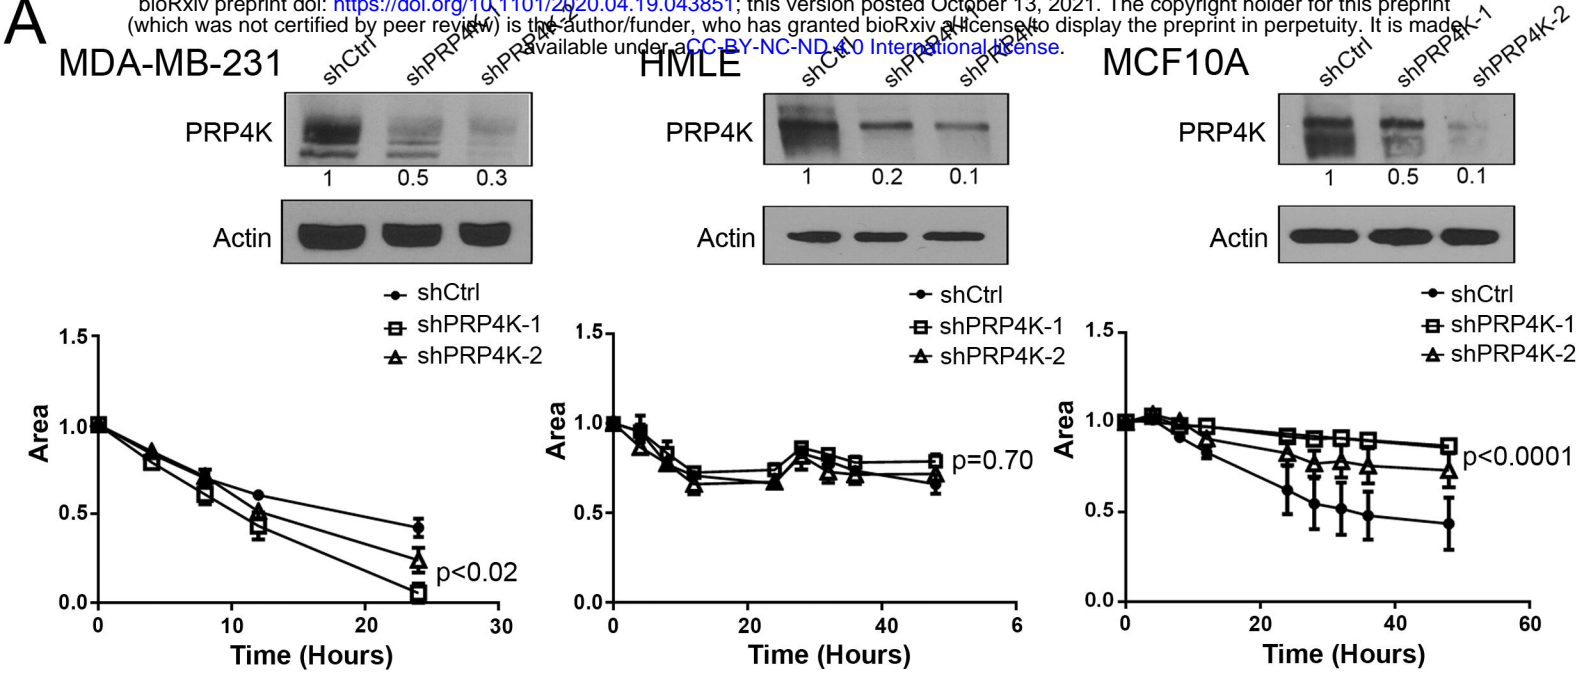 bioRxiv preprint doi: https://doi.org/10.1101/2020.04.19.043851; this version posted October 13, 2021. The copyright holder for this preprint
(which was not certified by peer review) is the author/funder, who has granted bioRxiv a license to display the preprint in perpetuity. It is made
available under aCC-BY-NC-ND 4.0 International license.
A
MDA-MB-231
shCtrl
shPRP4K-1
shPRP4K-2
PRP4K
1 0.5 0.3
Actin
shCtrl
shPRP4K-1
shPRP4K-2
1.5
1.0
0.5
0.0
Area
p<0.02
0 10 20 30
Time (Hours)
HMLE
shCtrl
shPRP4K-1
shPRP4K-
PRP4K
1 0.2 0.1
Actin
shCtrl
shPRP4K-1
shPRP4K-2
1.5
1.0
0.5
0.0
Area
p=0.70
0 20 40 6
Time (Hours)
MCF10A
shCtrl
shPRP4K-1
shPRP4K-2
PRP4K
1 0.5 0.1
Actin
shCtrl
shPRP4K-1
shPRP4K-2
1.5
1.0
0.5
0.0
Area
p<0.0001
0 20 40 60
Time (Hours)